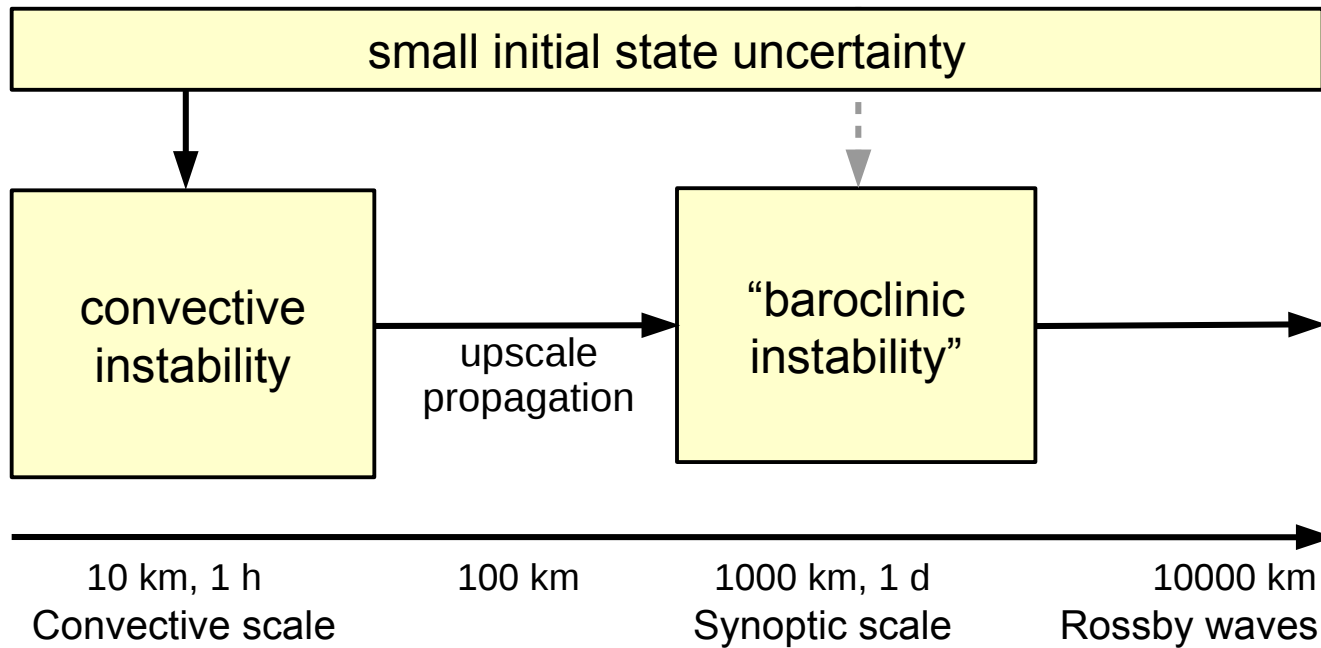 small initial state uncertainty
convective
instability
upscale
propagation
“baroclinic
instability”
10 km, 1 h
100 km
1000 km, 1 d
10000 km
Convective scale
Synoptic scale
Rossby waves